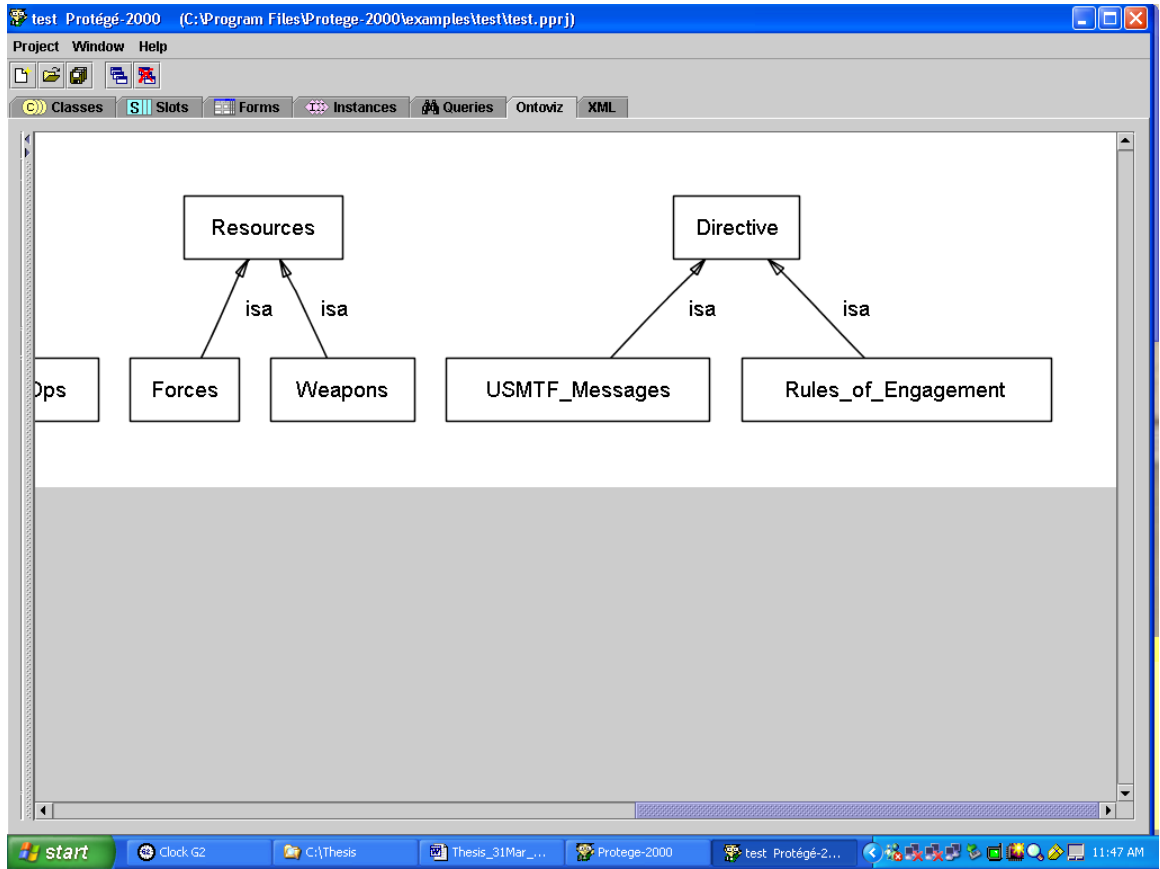 test Protégé-2000 (C:\Program Files\Protege-2000\examples\test\test.pprj)
Project Window Help
C Classes S Slots Forms I Instances Queries Ontoviz XML
Resources Directive
isa isa isa isa
Ops Forces Weapons USMTF_Messages Rules_of_Engagement
start Clock G2 C:\Thesis Thesis_31Mar_... Protege-2000 test Protégé-2... 11:47 AM